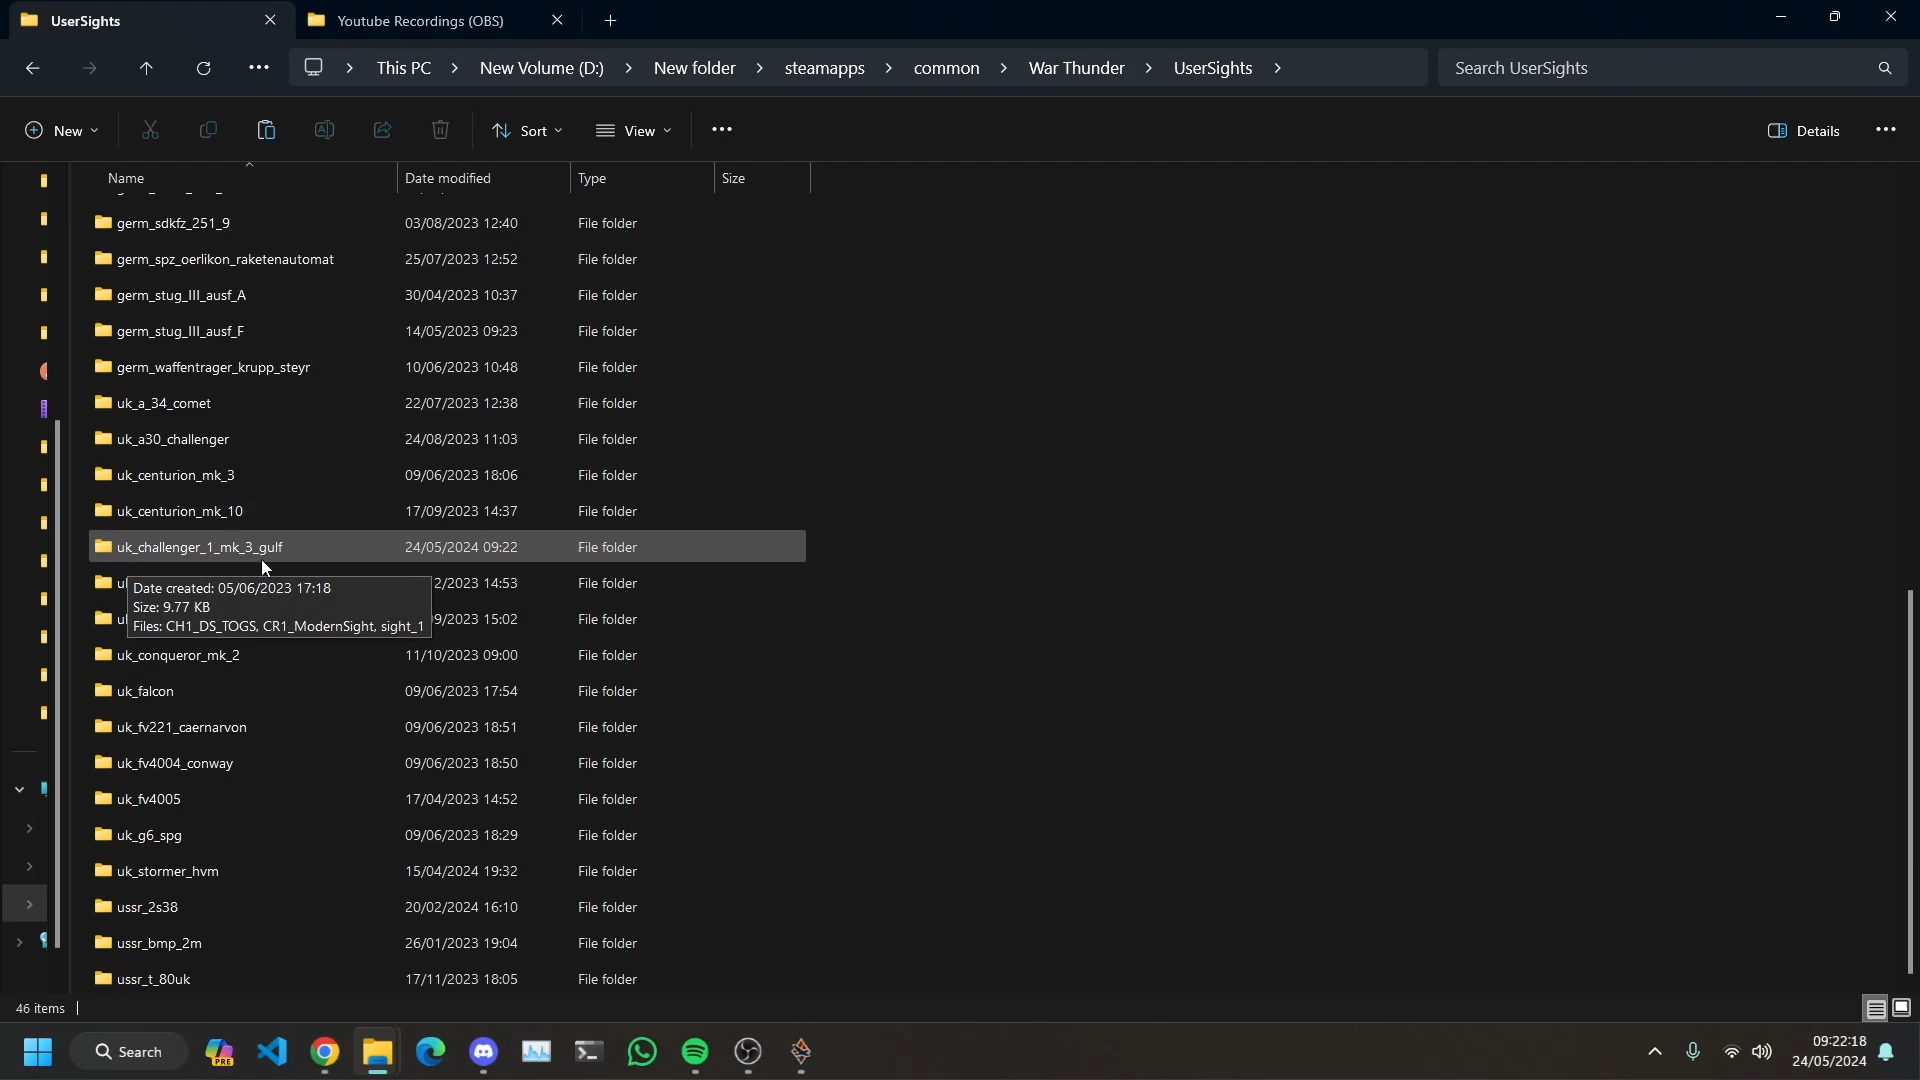 UserSights
Youtube Recordings (OBS)
This PC > New Volume (D:) > New folder > steamapps > common > War Thunder > UserSights >
Search UserSights
New
Sort
View
Details
Name Date modified Type Size
germ_sdkfz_251_9 03/08/2023 12:40 File folder
germ_spz_oerlikon_raketenautomat 25/07/2023 12:52 File folder
germ_stug_III_ausf_A 30/04/2023 10:37 File folder
germ_stug_III_ausf_F 14/05/2023 09:23 File folder
germ_waffentrager_krupp_steyr 10/06/2023 10:48 File folder
uk_a_34_comet 22/07/2023 12:38 File folder
uk_a30_challenger 24/08/2023 11:03 File folder
uk_centurion_mk_3 09/06/2023 18:06 File folder
uk_centurion_mk_10 17/09/2023 14:37 File folder
uk_challenger_1_mk_3_gulf 24/05/2024 09:22 File folder
2/2023 14:53 File folder
Date created: 05/06/2023 17:18
Size: 9.77 KB
Files: CH1_DS_TOGS, CR1_ModernSight, sight_1
9/2023 15:02 File folder
uk_conqueror_mk_2 11/10/2023 09:00 File folder
uk_falcon 09/06/2023 17:54 File folder
uk_fv221_caernarvon 09/06/2023 18:51 File folder
uk_fv4004_conway 09/06/2023 18:50 File folder
uk_fv4005 17/04/2023 14:52 File folder
uk_g6_spg 09/06/2023 18:29 File folder
uk_stormer_hvm 15/04/2024 19:32 File folder
ussr_2s38 20/02/2024 16:10 File folder
ussr_bmp_2m 26/01/2023 19:04 File folder
ussr_t_80uk 17/11/2023 18:05 File folder
46 items
Search
PRE
09:22:18
24/05/2024